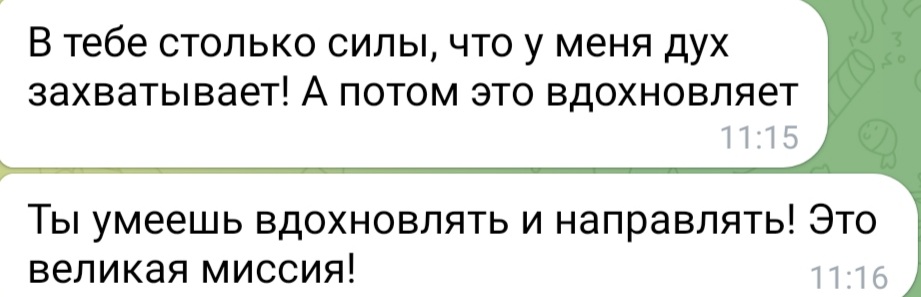 В тебе столько силы, что у меня дух
захватывает! А потом это вдохновляет
11:15
Ты умеешь вдохновлять и направлять! Это
великая миссия!
11:16